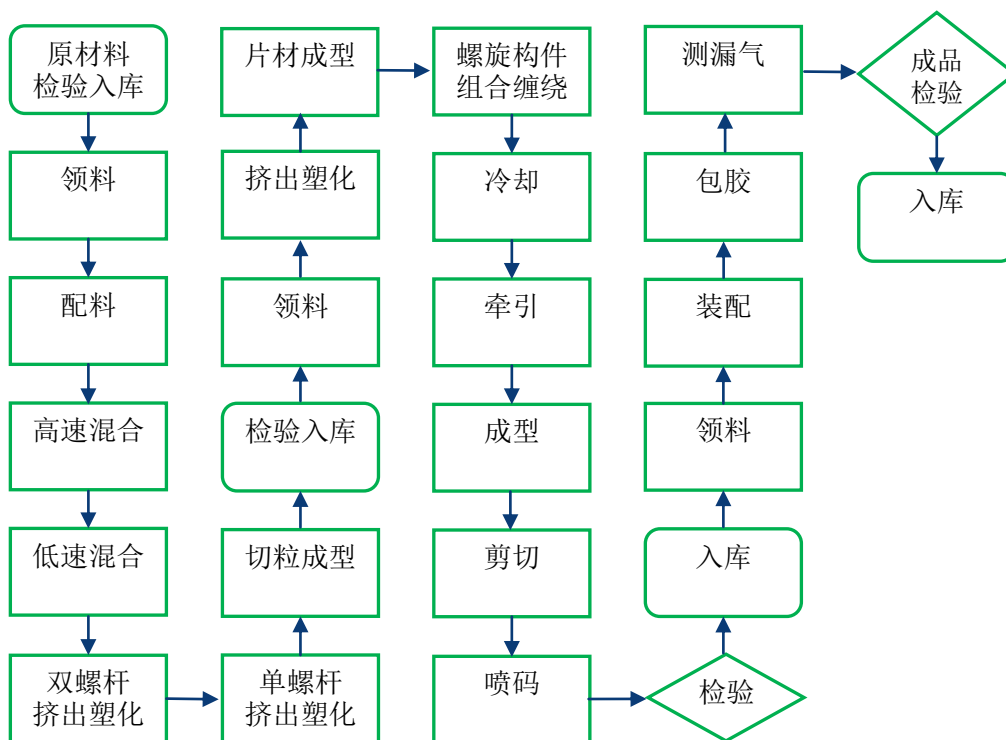 原材料
检验入库
领料
配料
高速混合
低速混合
双螺杆
挤出塑化
单螺杆
挤出塑化
切粒成型
检验入库
领料
挤出塑化
片材成型
螺旋构件
组合缠绕
冷却
牵引
成型
剪切
喷码
检验
入库
领料
装配
包胶
测漏气
成品
检验
入库